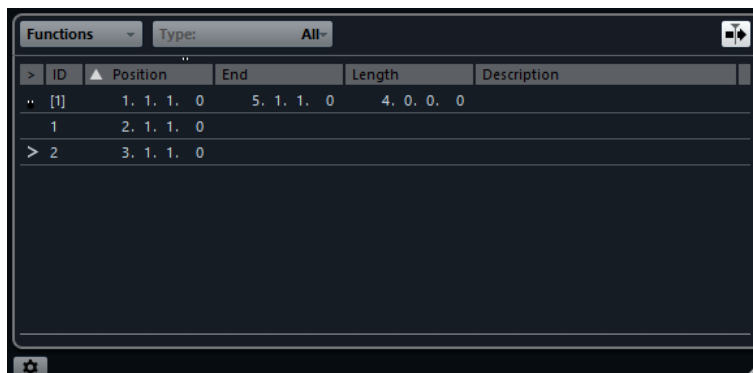 Functions Type: All
> ID Position End Length Description
[1] 1. 1. 1. 0 5. 1. 1. 0 4. 0. 0. 0
1 2. 1. 1. 0
> 2 3. 1. 1. 0